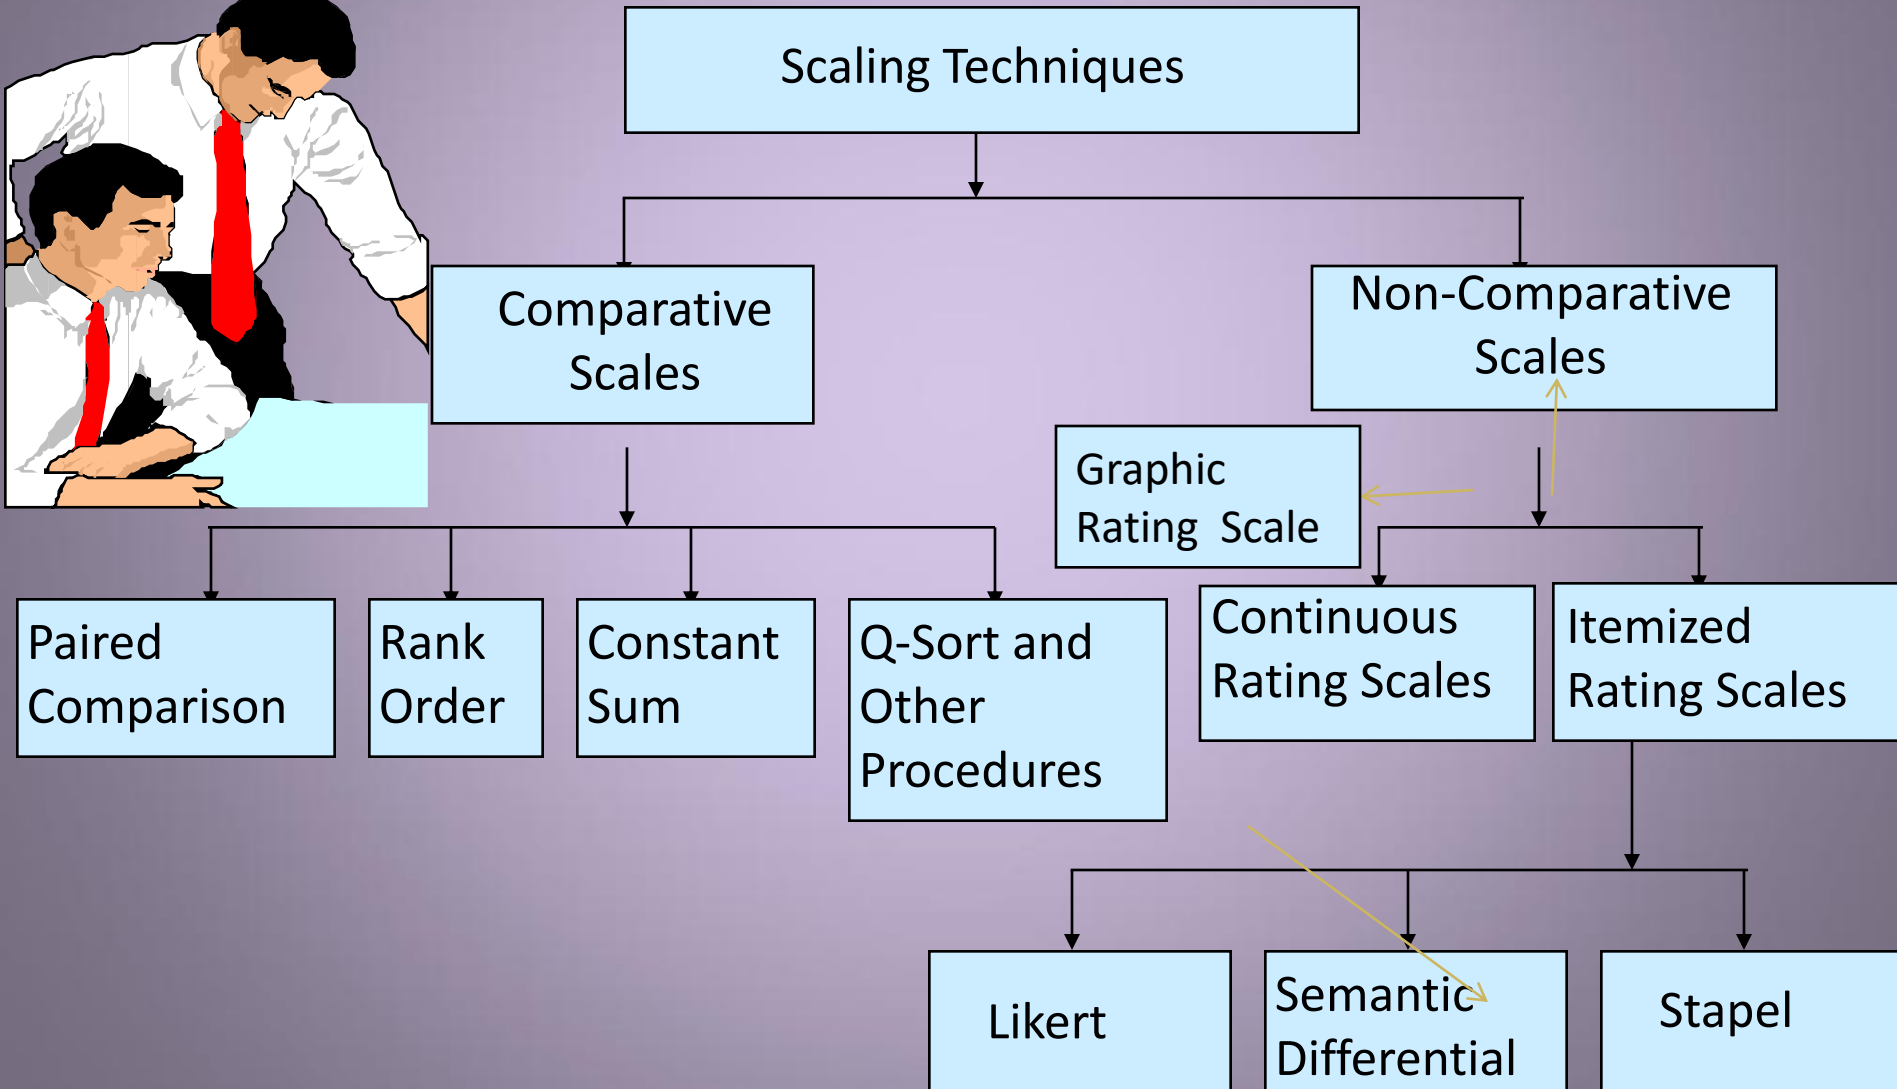 Scaling Techniques
Comparative
Scales
Non-Comparative
Scales
Graphic
Rating Scale
Paired
Comparison
Rank
Order
Constant
Sum
Q-Sort and
Other
Procedures
Continuous
Rating Scales
Itemized
Rating Scales
Likert
Semantic
Differential
Stapel